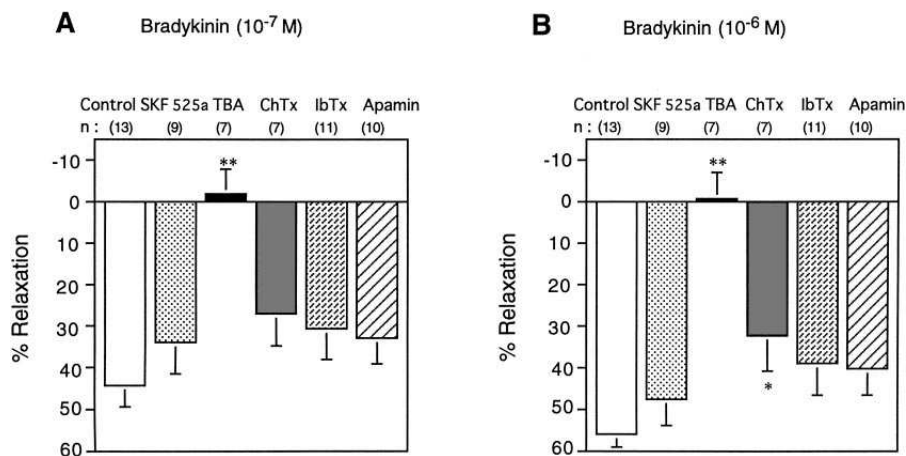 A Bradykinin (10-7 M)
Control SKF 525a TBA ChTx IbTx Apamin
n : (13) (9) (7) (7) (11) (10)
% Relaxation
-10
0
10
20
30
40
50
60
**
B Bradykinin (10-6 M)
Control SKF 525a TBA ChTx IbTx Apamin
n : (13) (9) (7) (7) (11) (10)
% Relaxation
-10
0
10
20
30
40
50
60
**
*